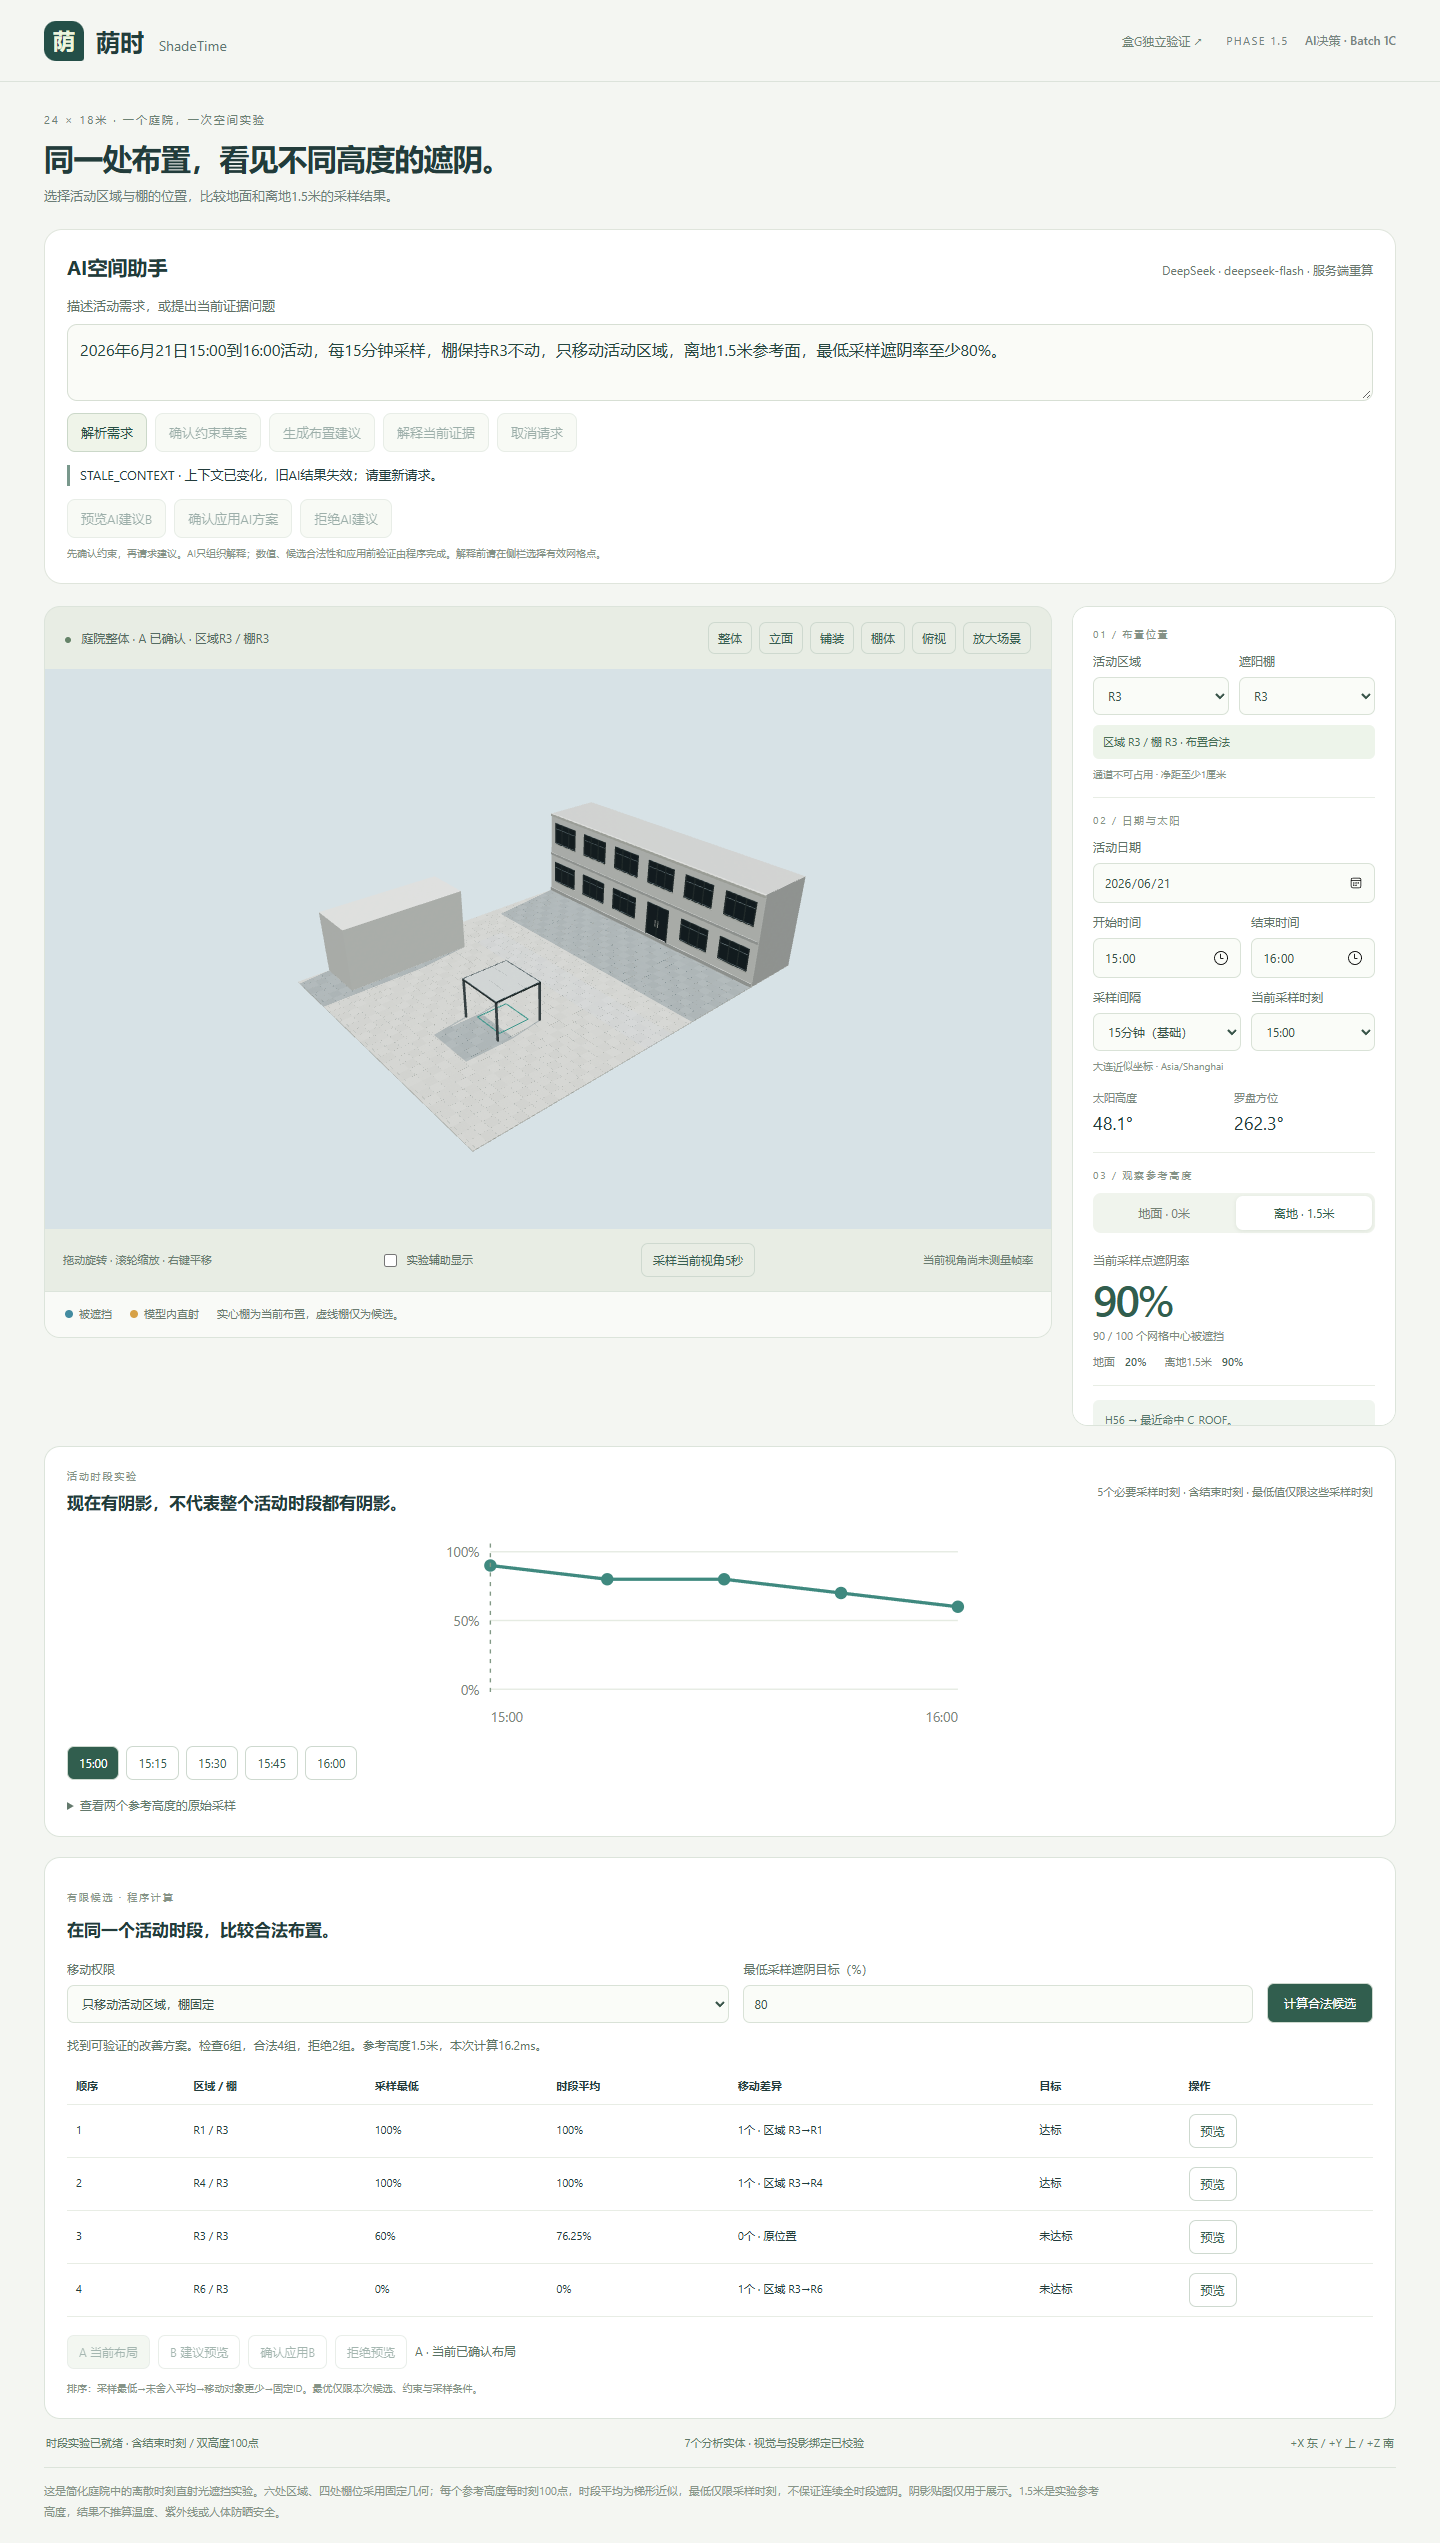 荫 荫时 ShadeTime
盒G独立验证 ↗ PHASE 1.5 AI决策 · Batch 1C
24 × 18米 · 一个庭院，一次空间实验
同一处布置，看见不同高度的遮阴。
选择活动区域与棚的位置，比较地面和离地1.5米的采样结果。
AI空间助手
DeepSeek · deepseek-flash · 服务端重算
描述活动需求，或提出当前证据问题
2026年6月21日15:00到16:00活动，每15分钟采样，棚保持R3不动，只移动活动区域，离地1.5米参考面，最低采样遮阴率至少80%。
解析需求 确认约束草案 生成布置建议 解释当前证据 取消请求
STALE_CONTEXT · 上下文已变化，旧AI结果失效；请重新请求。
预览AI建议B 确认应用AI方案 拒绝AI建议
先确认约束，再请求建议。AI只组织解释；数值、候选合法性和应用前验证由程序完成。解释前请在侧栏选择有效网格点。
庭院整体 · A 已确认 · 区域R3 / 棚R3
整体 立面 铺装 棚体 俯视 放大场景
拖动旋转 · 滚轮缩放 · 右键平移
实验辅助显示
采样当前视角5秒
当前视角尚未测量帧率
被遮挡 模型内直射 实心棚为当前布置，虚线棚仅为候选。
01 / 布置位置
活动区域 遮阳棚
R3 R3
区域 R3 / 棚 R3 · 布置合法
通道不可占用 · 净距至少1厘米
02 / 日期与太阳
活动日期
2026/06/21
开始时间 结束时间
15:00 16:00
采样间隔 当前采样时刻
15分钟（基础） 15:00
大连近似坐标 · Asia/Shanghai
太阳高度 罗盘方位
48.1° 262.3°
03 / 观察参考高度
地面 · 0米 离地 · 1.5米
当前采样点遮阴率
90%
90 / 100 个网格中心被遮挡
地面 20% 离地1.5米 90%
H56 → 最近命中 C ROOF。
活动时段实验
现在有阴影，不代表整个活动时段都有阴影。
5个必要采样时刻 · 含结束时刻 · 最低值仅限这些采样时刻
100%
50%
0%
15:00 16:00
15:00 15:15 15:30 15:45 16:00
▶ 查看两个参考高度的原始采样
有限候选 · 程序计算
在同一个活动时段，比较合法布置。
移动权限 最低采样遮阴目标（%）
只移动活动区域，棚固定 80 计算合法候选
找到可验证的改善方案。检查6组，合法4组，拒绝2组。参考高度1.5米，本次计算16.2ms。
顺序 区域 / 棚 采样最低 时段平均 移动差异 目标 操作
1 R1 / R3 100% 100% 1个 · 区域 R3→R1 达标 预览
2 R4 / R3 100% 100% 1个 · 区域 R3→R4 达标 预览
3 R3 / R3 60% 76.25% 0个 · 原位置 未达标 预览
4 R6 / R3 0% 0% 1个 · 区域 R3→R6 未达标 预览
A 当前布局 B 建议预览 确认应用B 拒绝预览 A · 当前已确认布局
排序：采样最低→未舍入平均→移动对象更少→固定ID。最优仅限本次候选、约束与采样条件。
时段实验已就绪 · 含结束时刻 / 双高度100点
7个分析实体 · 视觉与投影绑定已校验
+X 东 / +Y 上 / +Z 南
这是简化庭院中的离散时刻直射光遮挡实验。六处区域、四处棚位采用固定几何；每个参考高度每时刻100点，时段平均为梯形近似，最低仅限采样时刻，不保证连续全时段遮阴。阴影贴图仅用于展示。1.5米是实验参考
高度，结果不推算温度、紫外线或人体防晒安全。